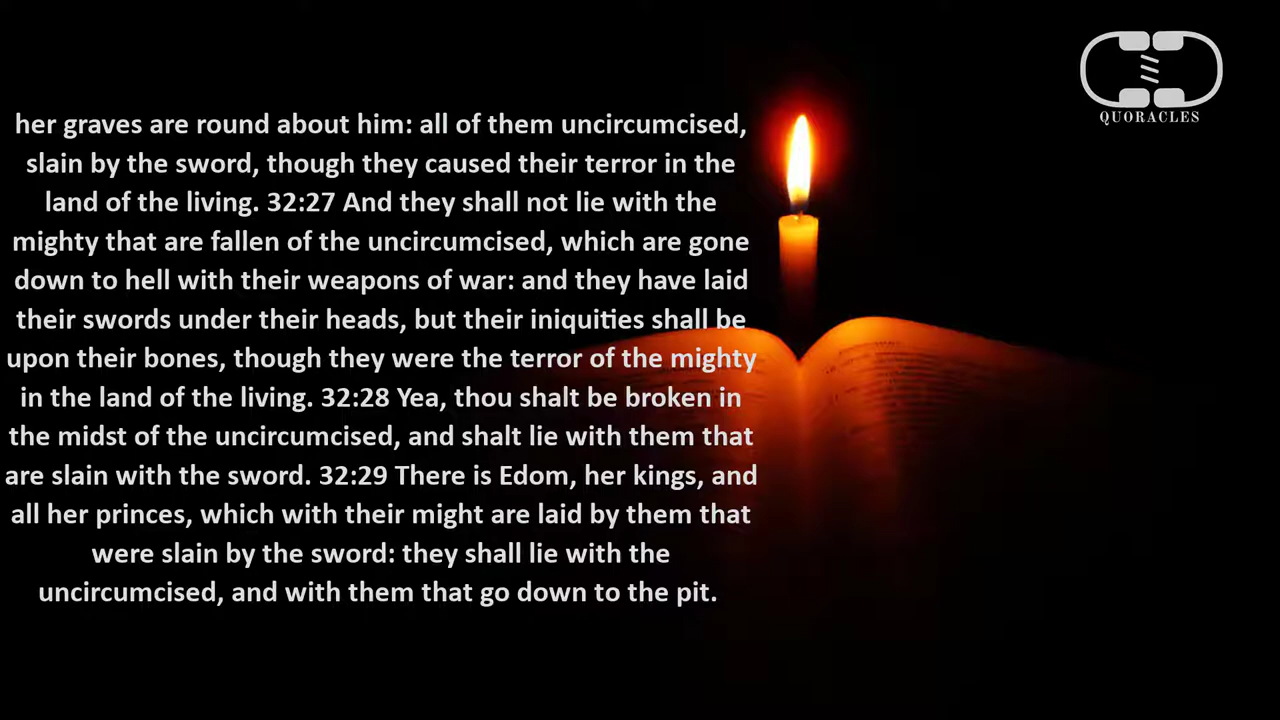 her graves are round about him: all of them uncircumcised,
slain by the sword, though they caused their terror in the
land of the living. 32:27 And they shall not lie with the
mighty that are fallen of the uncircumcised, which are gone
down to hell with their weapons of war: and they have laid
their swords under their heads, but their iniquities shall be
upon their bones, though they were the terror of the mighty
in the land of the living. 32:28 Yea, thou shalt be broken in
the midst of the uncircumcised, and shalt lie with them that
are slain with the sword. 32:29 There is Edom, her kings, and
all her princes, which with their might are laid by them that
were slain by the sword: they shall lie with the
uncircumcised, and with them that go down to the pit.
QUORACLES